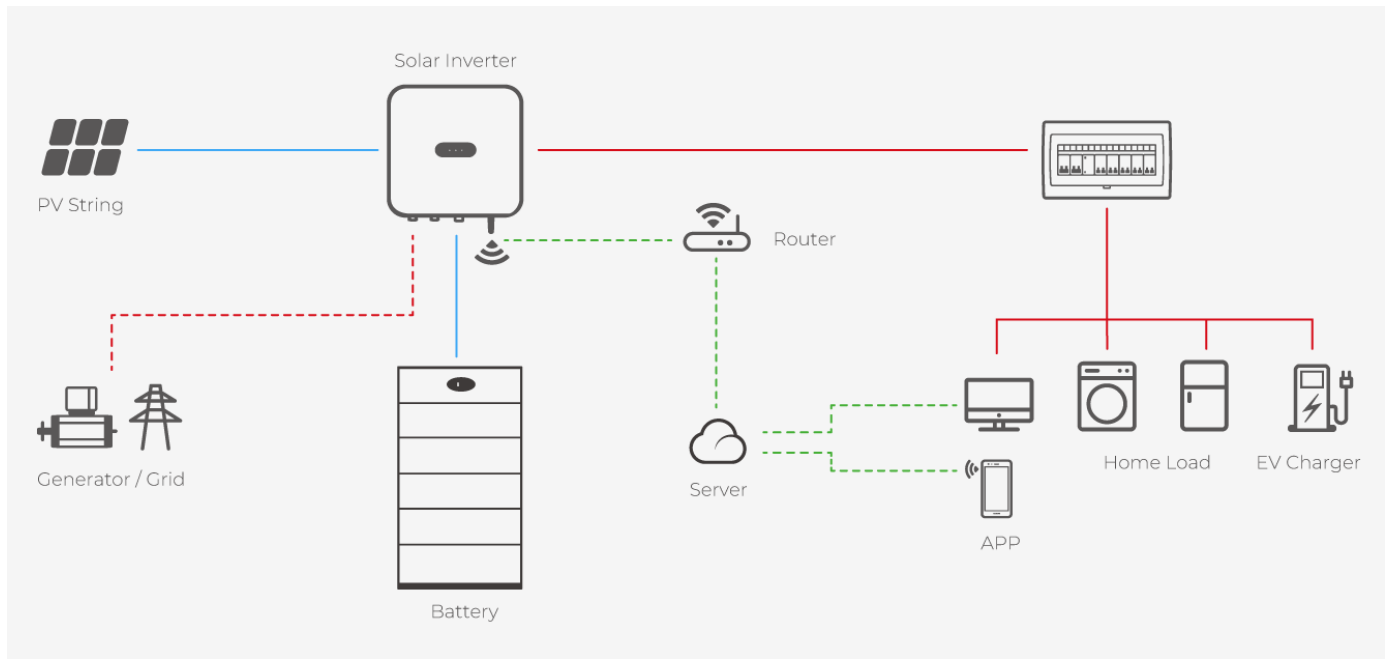 Solar Inverter
PV String
Router
Generator / Grid
Home Load
EV Charger
Server
APP
Battery